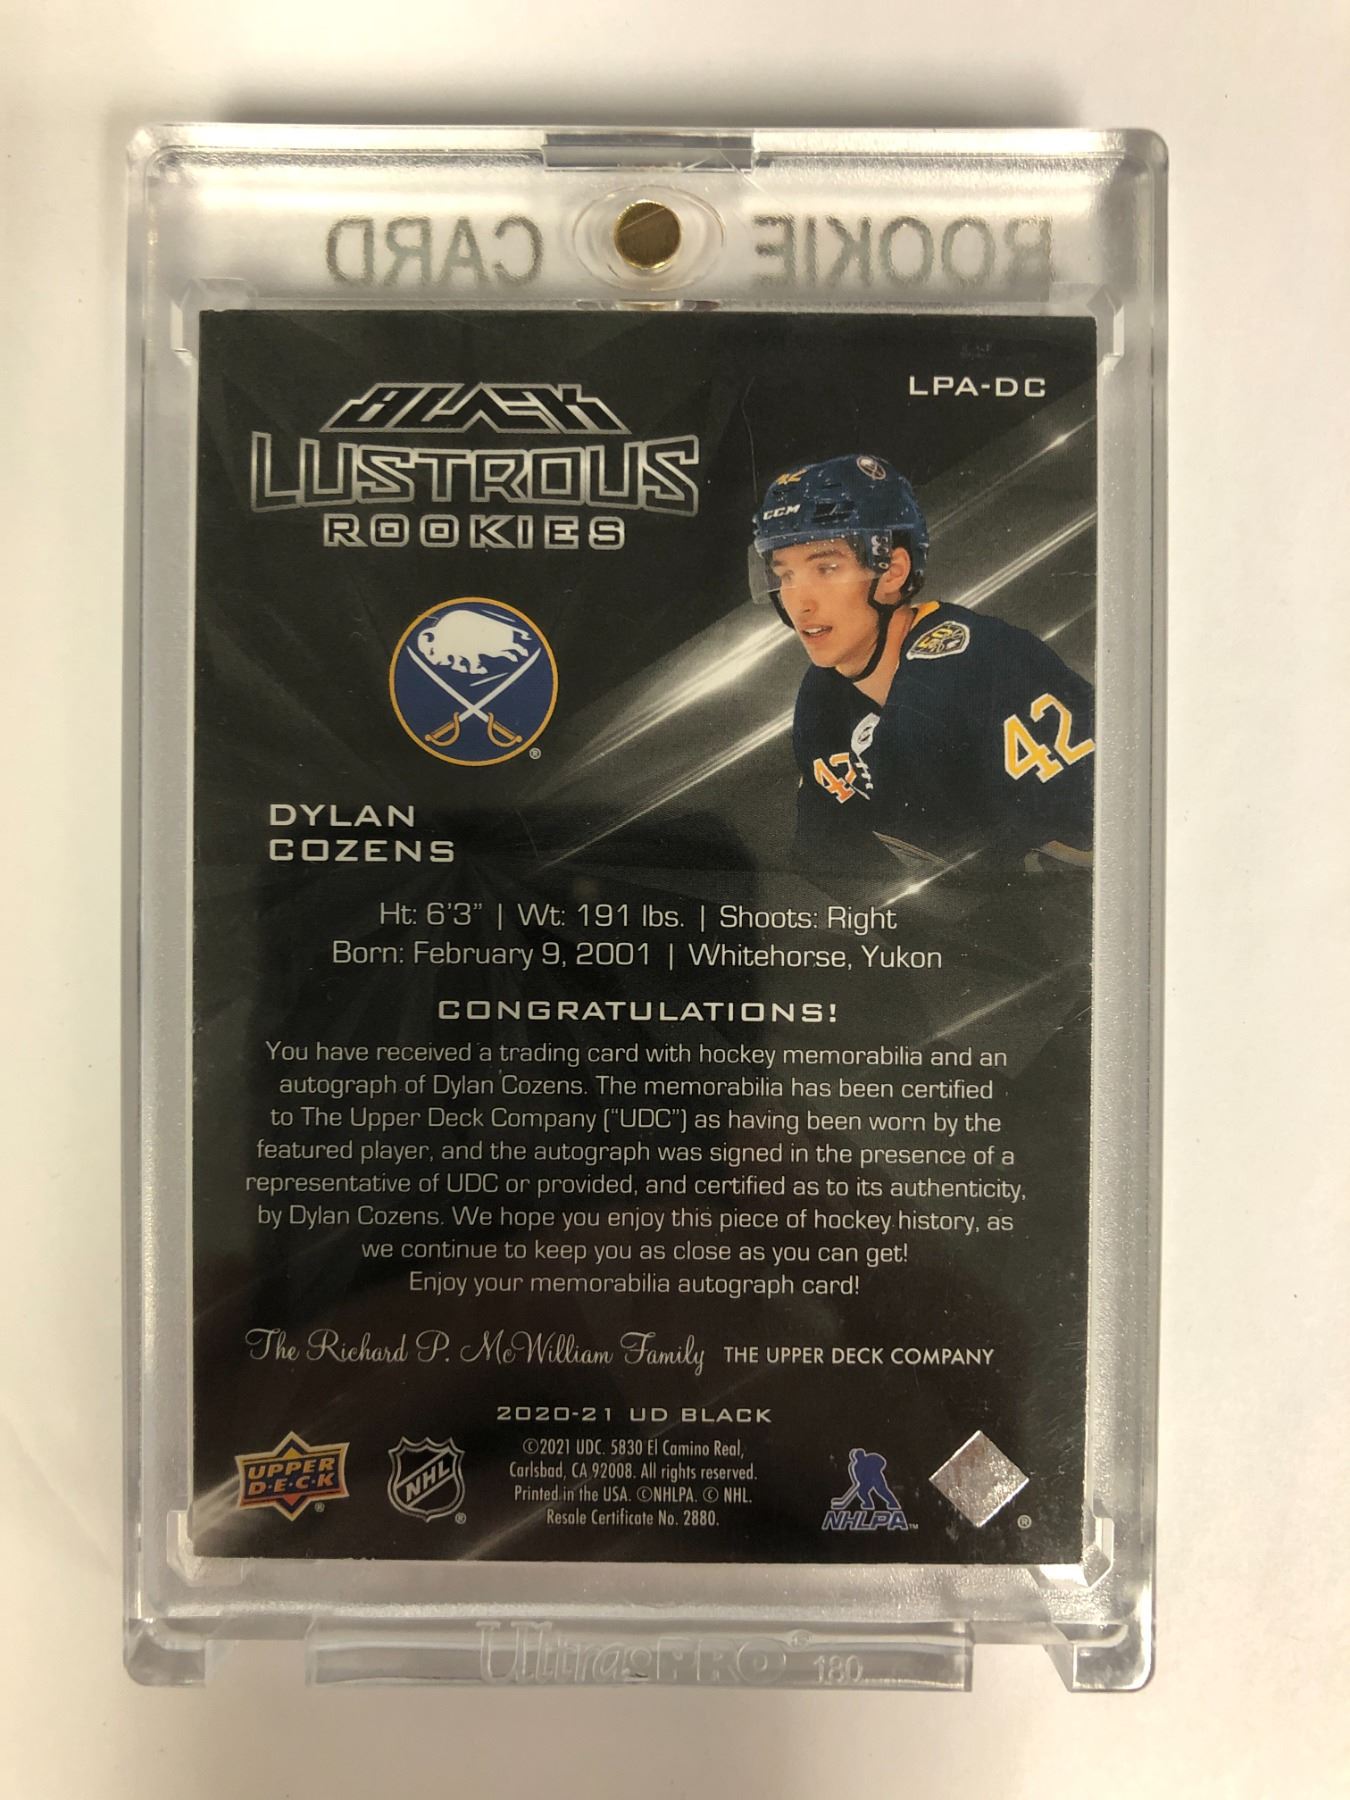 ROOKIE CARD
LPA-DC
BLACK
LUSTROUS
ROOKIES
42
CCM
50
42
42
®
DYLAN
COZENS
Ht: 6'3" | Wt: 191 lbs. | Shoots: Right
Born: February 9, 2001 | Whitehorse, Yukon
CONGRATULATIONS!
You have received a trading card with hockey memorabilia and an
autograph of Dylan Cozens. The memorabilia has been certified
to The Upper Deck Company ("UDC") as having been worn by the
featured player, and the autograph was signed in the presence of a
representative of UDC or provided, and certified as to its authenticity,
by Dylan Cozens. We hope you enjoy this piece of hockey history, as
we continue to keep you as close as you can get!
Enjoy your memorabilia autograph card!
The Richard P. McWilliam Family THE UPPER DECK COMPANY
2020-21 UD BLACK
©2021 UDC. 5830 El Camino Real,
Carlsbad, CA 92008. All rights reserved.
Printed in the USA. ©NHLPA. © NHL.
Resale Certificate No. 2880.
UPPER
D·E·C·K
®
NHL
®
NHLPA™
®
Ultra PRO® 180